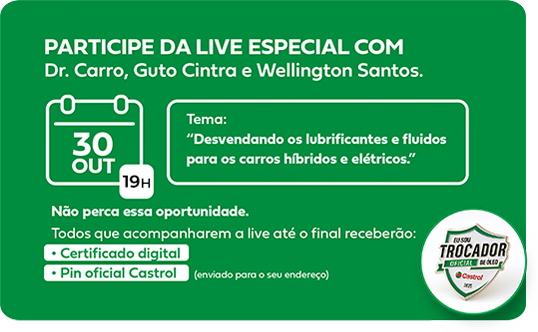 PARTICIPE DA LIVE ESPECIAL COM
Dr. Carro, Guto Cintra e Wellington Santos.
30
OUT
19H
Tema:
“Desvendando os lubrificantes e fluidos
para os carros híbridos e elétricos.”
Não perca essa oportunidade.
Todos que acompanharem a live até o final receberão:
• Certificado digital
• Pin oficial Castrol (enviado para o seu endereço)
EU SOU
TROCADOR
OFICIAL DE ÓLEO
Castrol